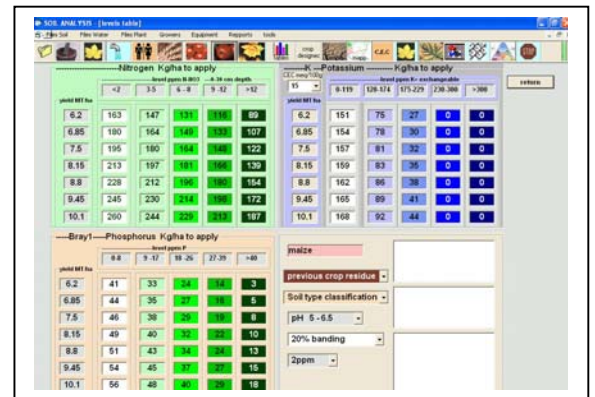 SOIL ANALYSIS - [levels table]
Files Soil Files Water Files Plant Growers Equipment Repports tools
crop designer C.E.C
Nitrogen Kg/ha to apply
level ppm N-NO3 0-30 cm depth
<2 3-5 6-8 9-12 >12
yield MT ha
6.2 163 147 131 116 89
6.85 180 164 149 133 107
7.5 195 180 164 148 122
8.15 213 197 181 166 139
8.8 228 212 196 180 154
9.45 245 230 214 198 172
10.1 260 244 229 213 187
K Potassium Kg/ha to apply
CEC meq/100g
level ppm K+ exchangeable
15 0-119 120-174 175-229 230-300 >300
yield MT ha
6.2 151 75 27 0 0
6.85 154 78 30 0 0
7.5 157 81 32 0 0
8.15 159 83 35 0 0
8.8 162 86 38 0 0
9.45 165 89 41 0 0
10.1 168 92 44 0 0
return
Bray1 Phosphorus Kg/ha to apply
level ppm P
0-8 9-17 18-26 27-39 >40
yield MT ha
6.2 41 33 24 14 3
6.85 44 35 27 16 5
7.5 46 38 29 19 8
8.15 49 40 32 22 10
8.8 51 43 34 24 13
9.45 54 45 37 27 15
10.1 56 48 40 29 18
maize
previous crop residue
Soil type classification
pH 5 -6.5
20% banding
2ppm